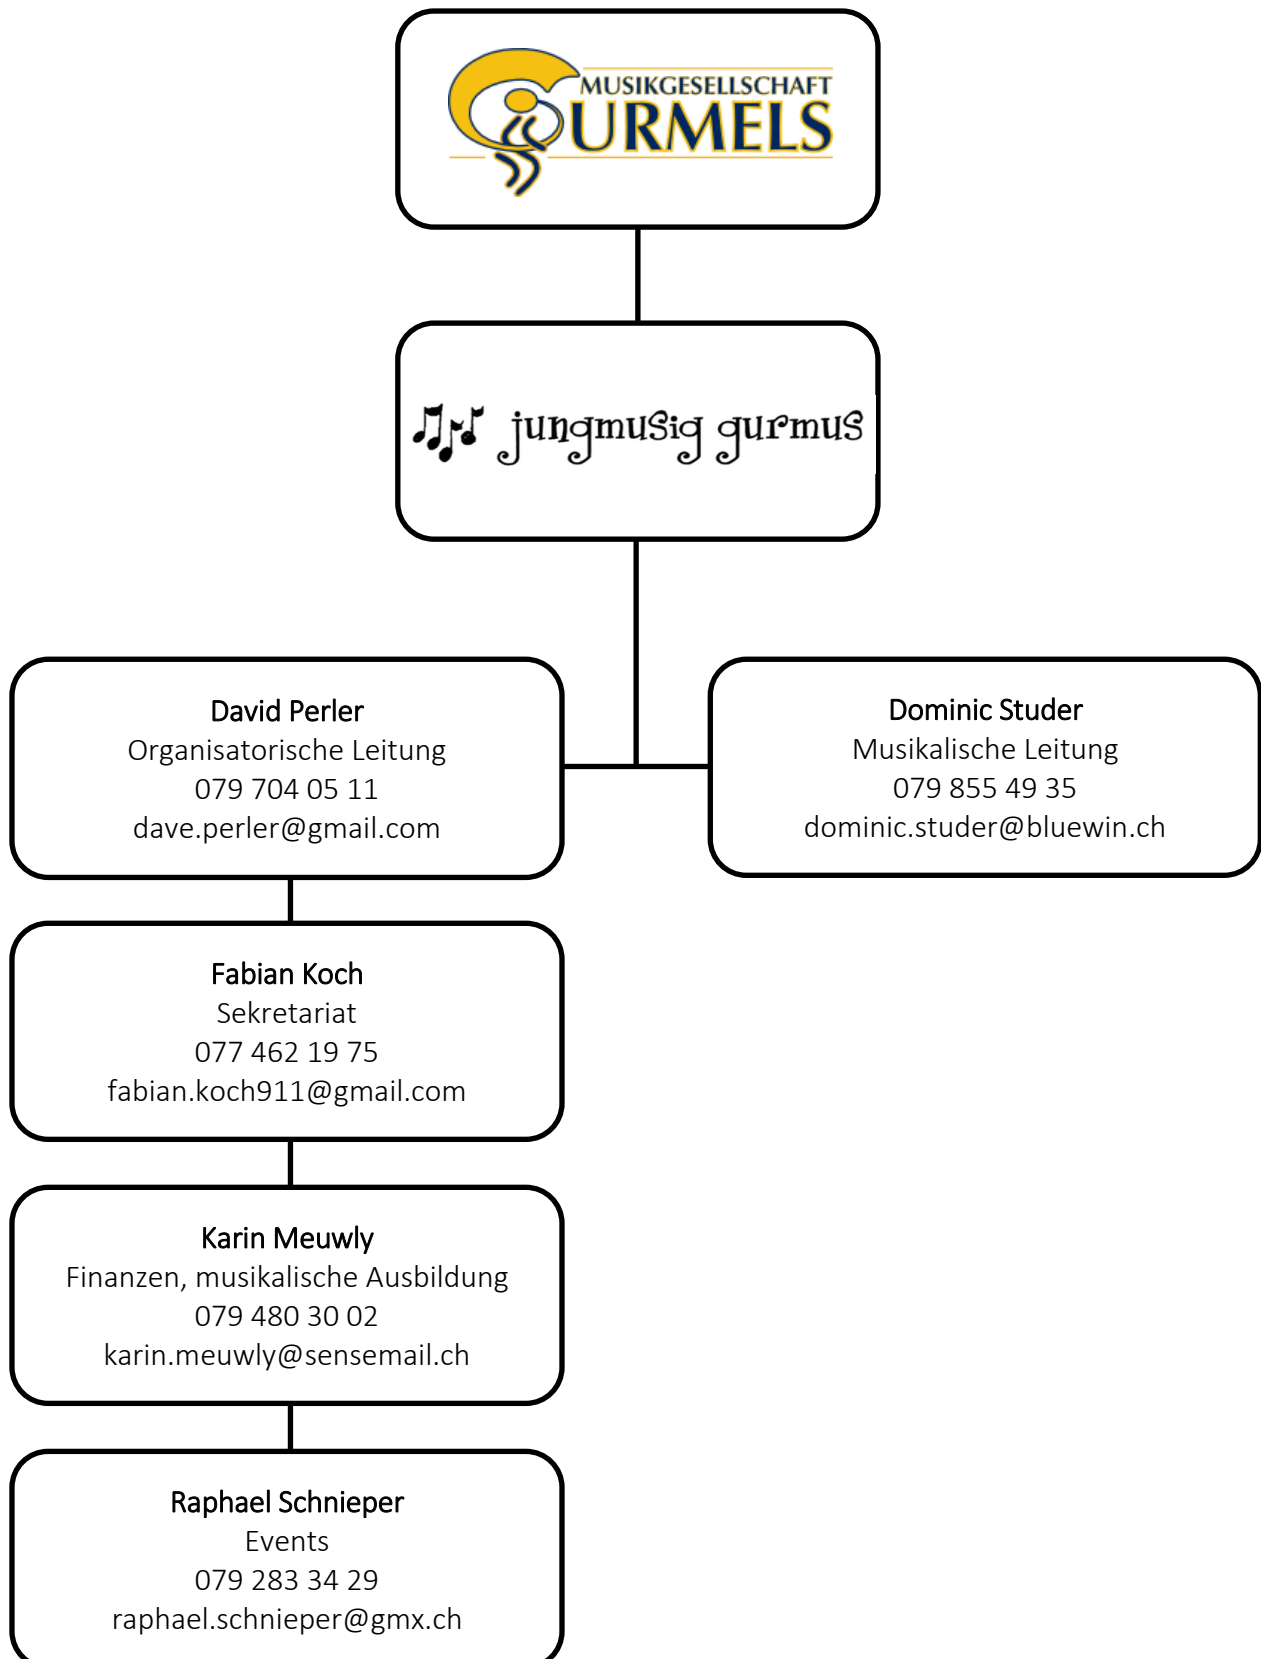 MUSIKGESELLSCHAFT
GURMELS
jungmusig gurmus
David Perler
Organisatorische Leitung
079 704 05 11
dave.perler@gmail.com
Dominic Studer
Musikalische Leitung
079 855 49 35
dominic.studer@bluewin.ch
Fabian Koch
Sekretariat
077 462 19 75
fabian.koch911@gmail.com
Karin Meuwly
Finanzen, musikalische Ausbildung
079 480 30 02
karin.meuwly@sensemail.ch
Raphael Schnieper
Events
079 283 34 29
raphael.schnieper@gmx.ch